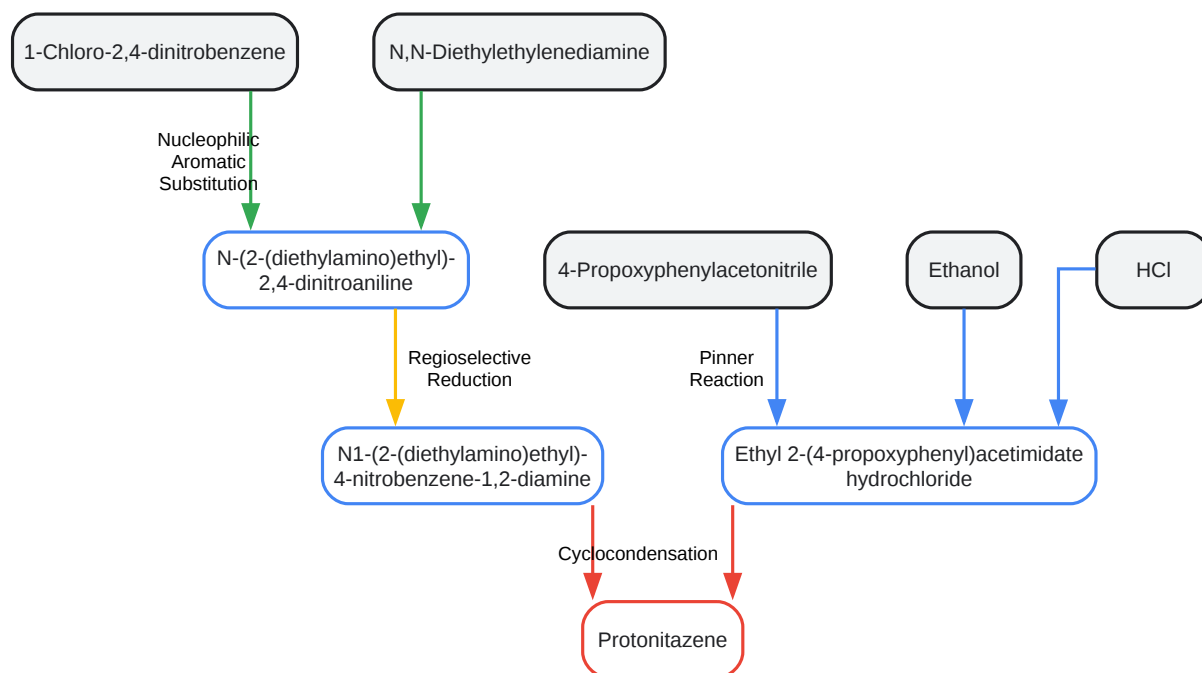 1-Chloro-2,4-dinitrobenzene
N,N-Diethylethylenediamine
Nucleophilic
Aromatic
Substitution
N-(2-(diethylamino)ethyl)-
2,4-dinitroaniline
4-Propoxyphenylacetonitrile
Ethanol
HCl
Regioselective
Reduction
Pinner
Reaction
N1-(2-(diethylamino)ethyl)-
4-nitrobenzene-1,2-diamine
Ethyl 2-(4-propoxyphenyl)acetimidate
hydrochloride
Cyclocondensation
Protonitazene